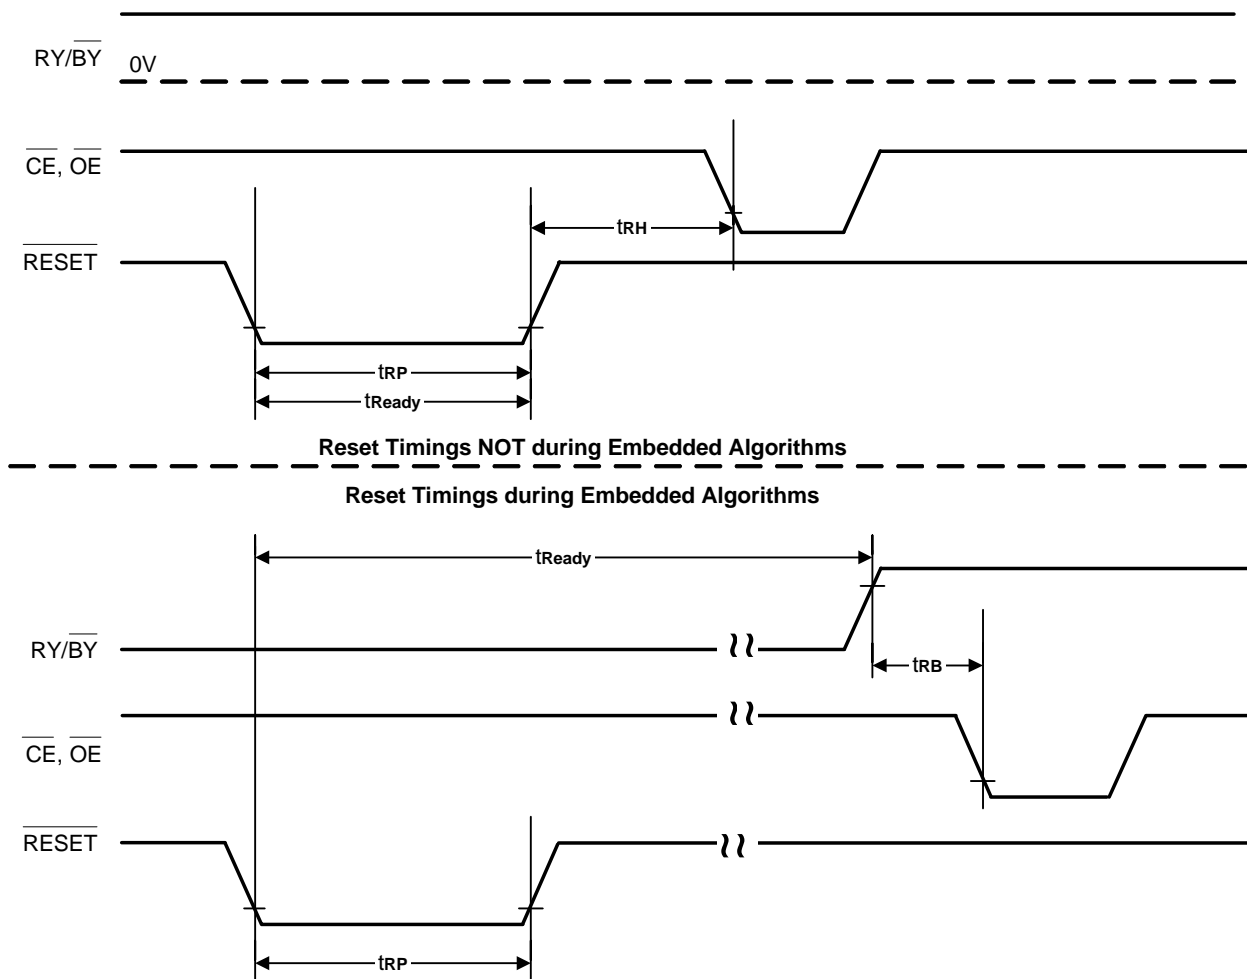 RY/BY
0V
CE, OE
tRH
RESET
tRP
tReady
Reset Timings NOT during Embedded Algorithms
Reset Timings during Embedded Algorithms
tReady
RY/BY
tRB
CE, OE
RESET
tRP